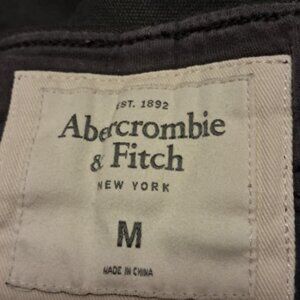 EST. 1892
Abercrombie
& Fitch
NEW YORK
M
MADE IN CHINA